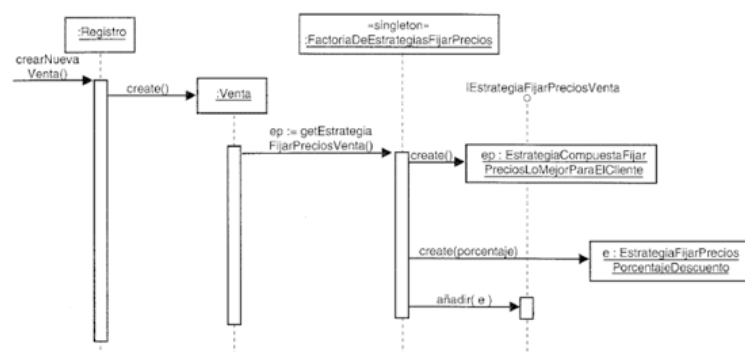 :Registro
«singleton»
:FactoriaDeEstrategiasFijarPrecios
crearNueva
Venta()
create()
:Venta
IEstrategiaFijarPreciosVenta
ep := getEstrategia
FijarPreciosVenta()
create()
ep : EstrategiaCompuestaFijar
PreciosLoMejorParaElCliente
create(porcentaje)
e : EstrategiaFijarPrecios
PorcentajeDescuento
añadir( e )